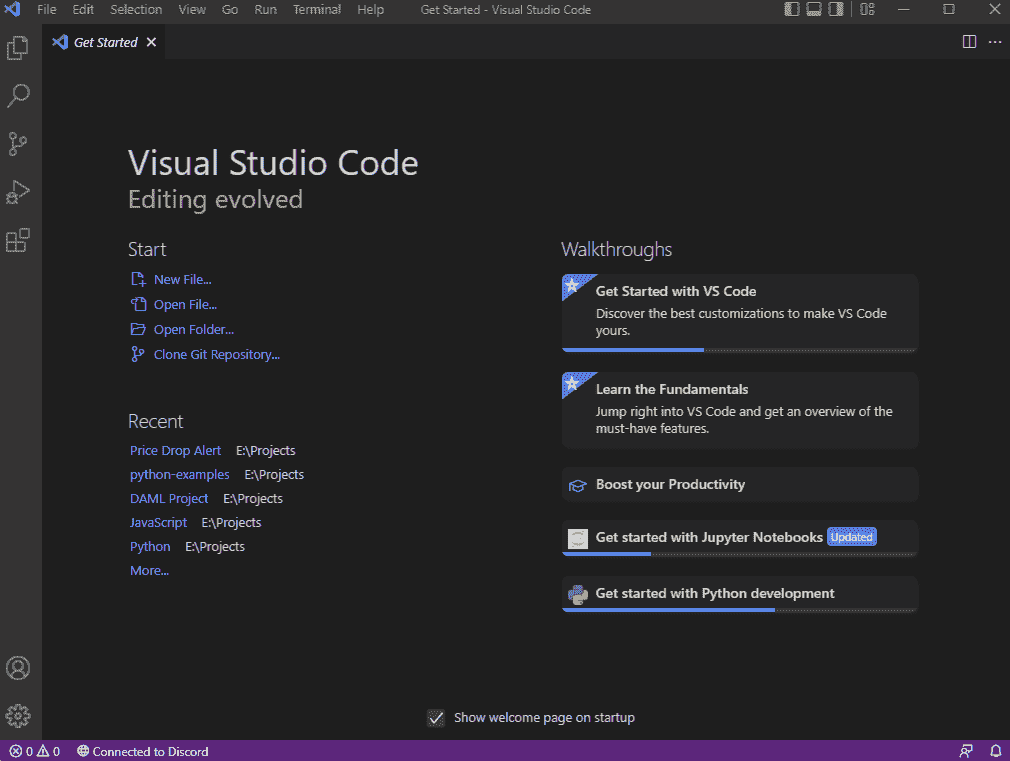 File Edit Selection View Go Run Terminal Help Get Started - Visual Studio Code
Get Started
Visual Studio Code
Editing evolved
Start
New File...
Open File...
Open Folder...
Clone Git Repository...
Recent
Price Drop Alert E:\Projects
python-examples E:\Projects
DAML Project E:\Projects
JavaScript E:\Projects
Python E:\Projects
More...
Walkthroughs
Get Started with VS Code
Discover the best customizations to make VS Code
yours.
Learn the Fundamentals
Jump right into VS Code and get an overview of the
must-have features.
Boost your Productivity
Get started with Jupyter Notebooks Updated
Get started with Python development
Show welcome page on startup
0 0 Connected to Discord